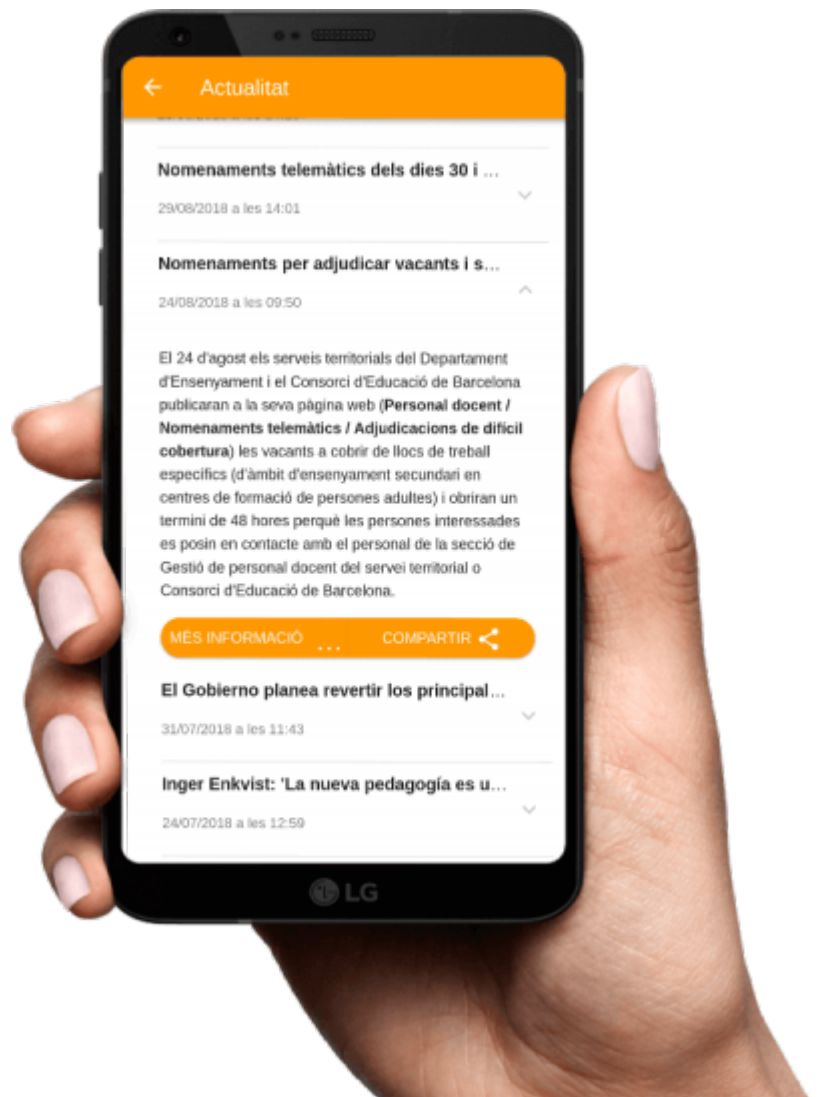 Actualitat
Nomenaments telemàtics dels dies 30 i ...
29/08/2018 a les 14:01
Nomenaments per adjudicar vacants i s...
24/08/2018 a les 09:50
El 24 d'agost els serveis territorials del Departament
d'Ensenyament i el Consorci d'Educació de Barcelona
publicaran a la seva pàgina web (Personal docent /
Nomenaments telemàtics / Adjudicacions de difícil
cobertura) les vacants a cobrir de llocs de treball
específics (d'àmbit d'ensenyament secundari en
centres de formació de persones adultes) i obriran un
termini de 48 hores perquè les persones interessades
es posin en contacte amb el personal de la secció de
Gestió de personal docent del servei territorial o
Consorci d'Educació de Barcelona.
MÉS INFORMACIÓ ... COMPARTIR
El Gobierno planea revertir los principal...
31/07/2018 a les 11:43
Inger Enkvist: 'La nueva pedagogía es u...
24/07/2018 a les 12:59
LG